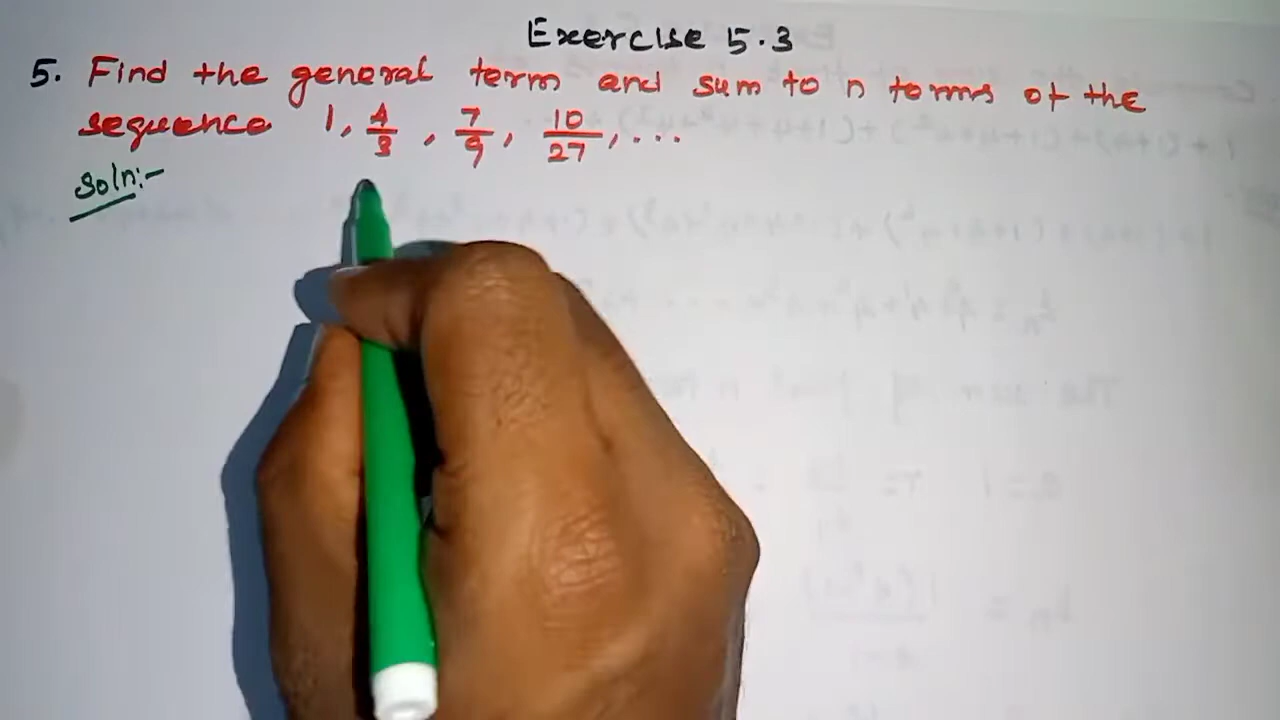 Exercise 5.3
5. Find the general term and sum to n terms of the
sequence 1, 4/3, 7/9, 10/27, ...
Soln:-